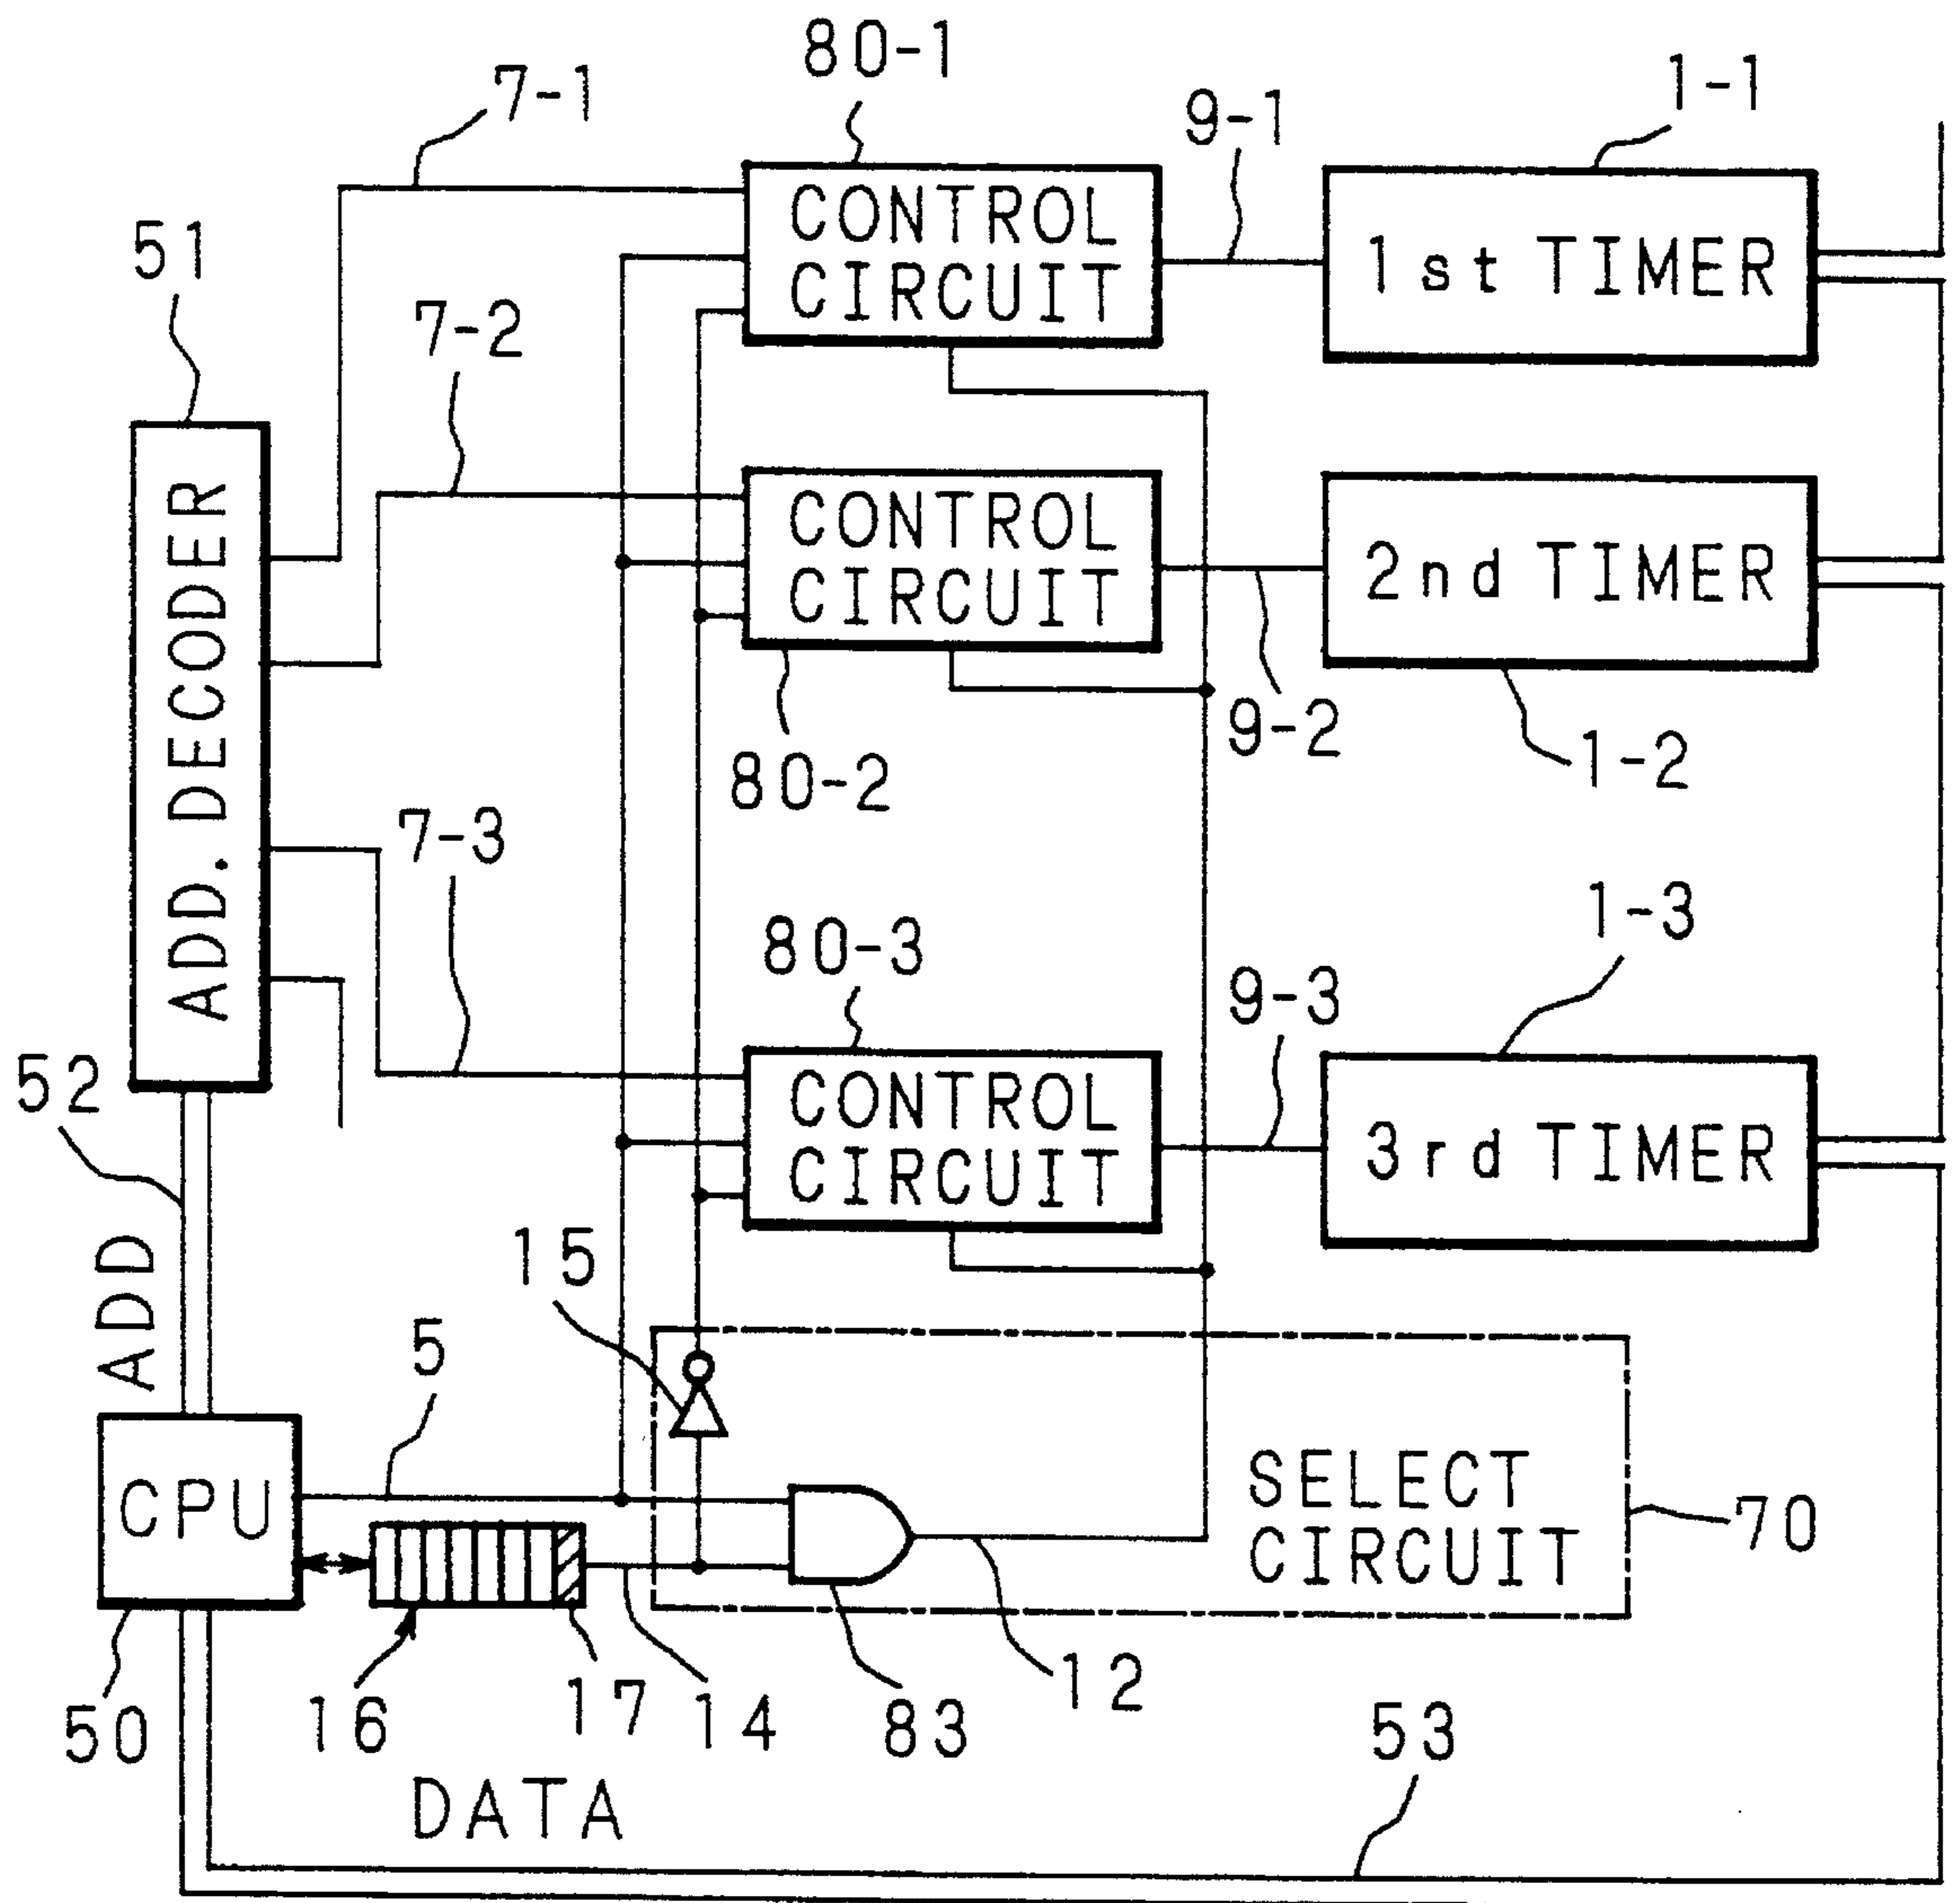 80-1
1-1
7-1
9-1
CONTROL
CIRCUIT
1st TIMER
51
7-2
CONTROL
CIRCUIT
2nd TIMER
ADD. DECODER
9-2
80-2
1-2
7-3
80-3
1-3
9-3
52
CONTROL
CIRCUIT
3rd TIMER
15
ADD
5
CPU
SELECT
CIRCUIT
70
50
16
17
14
83
12
53
DATA